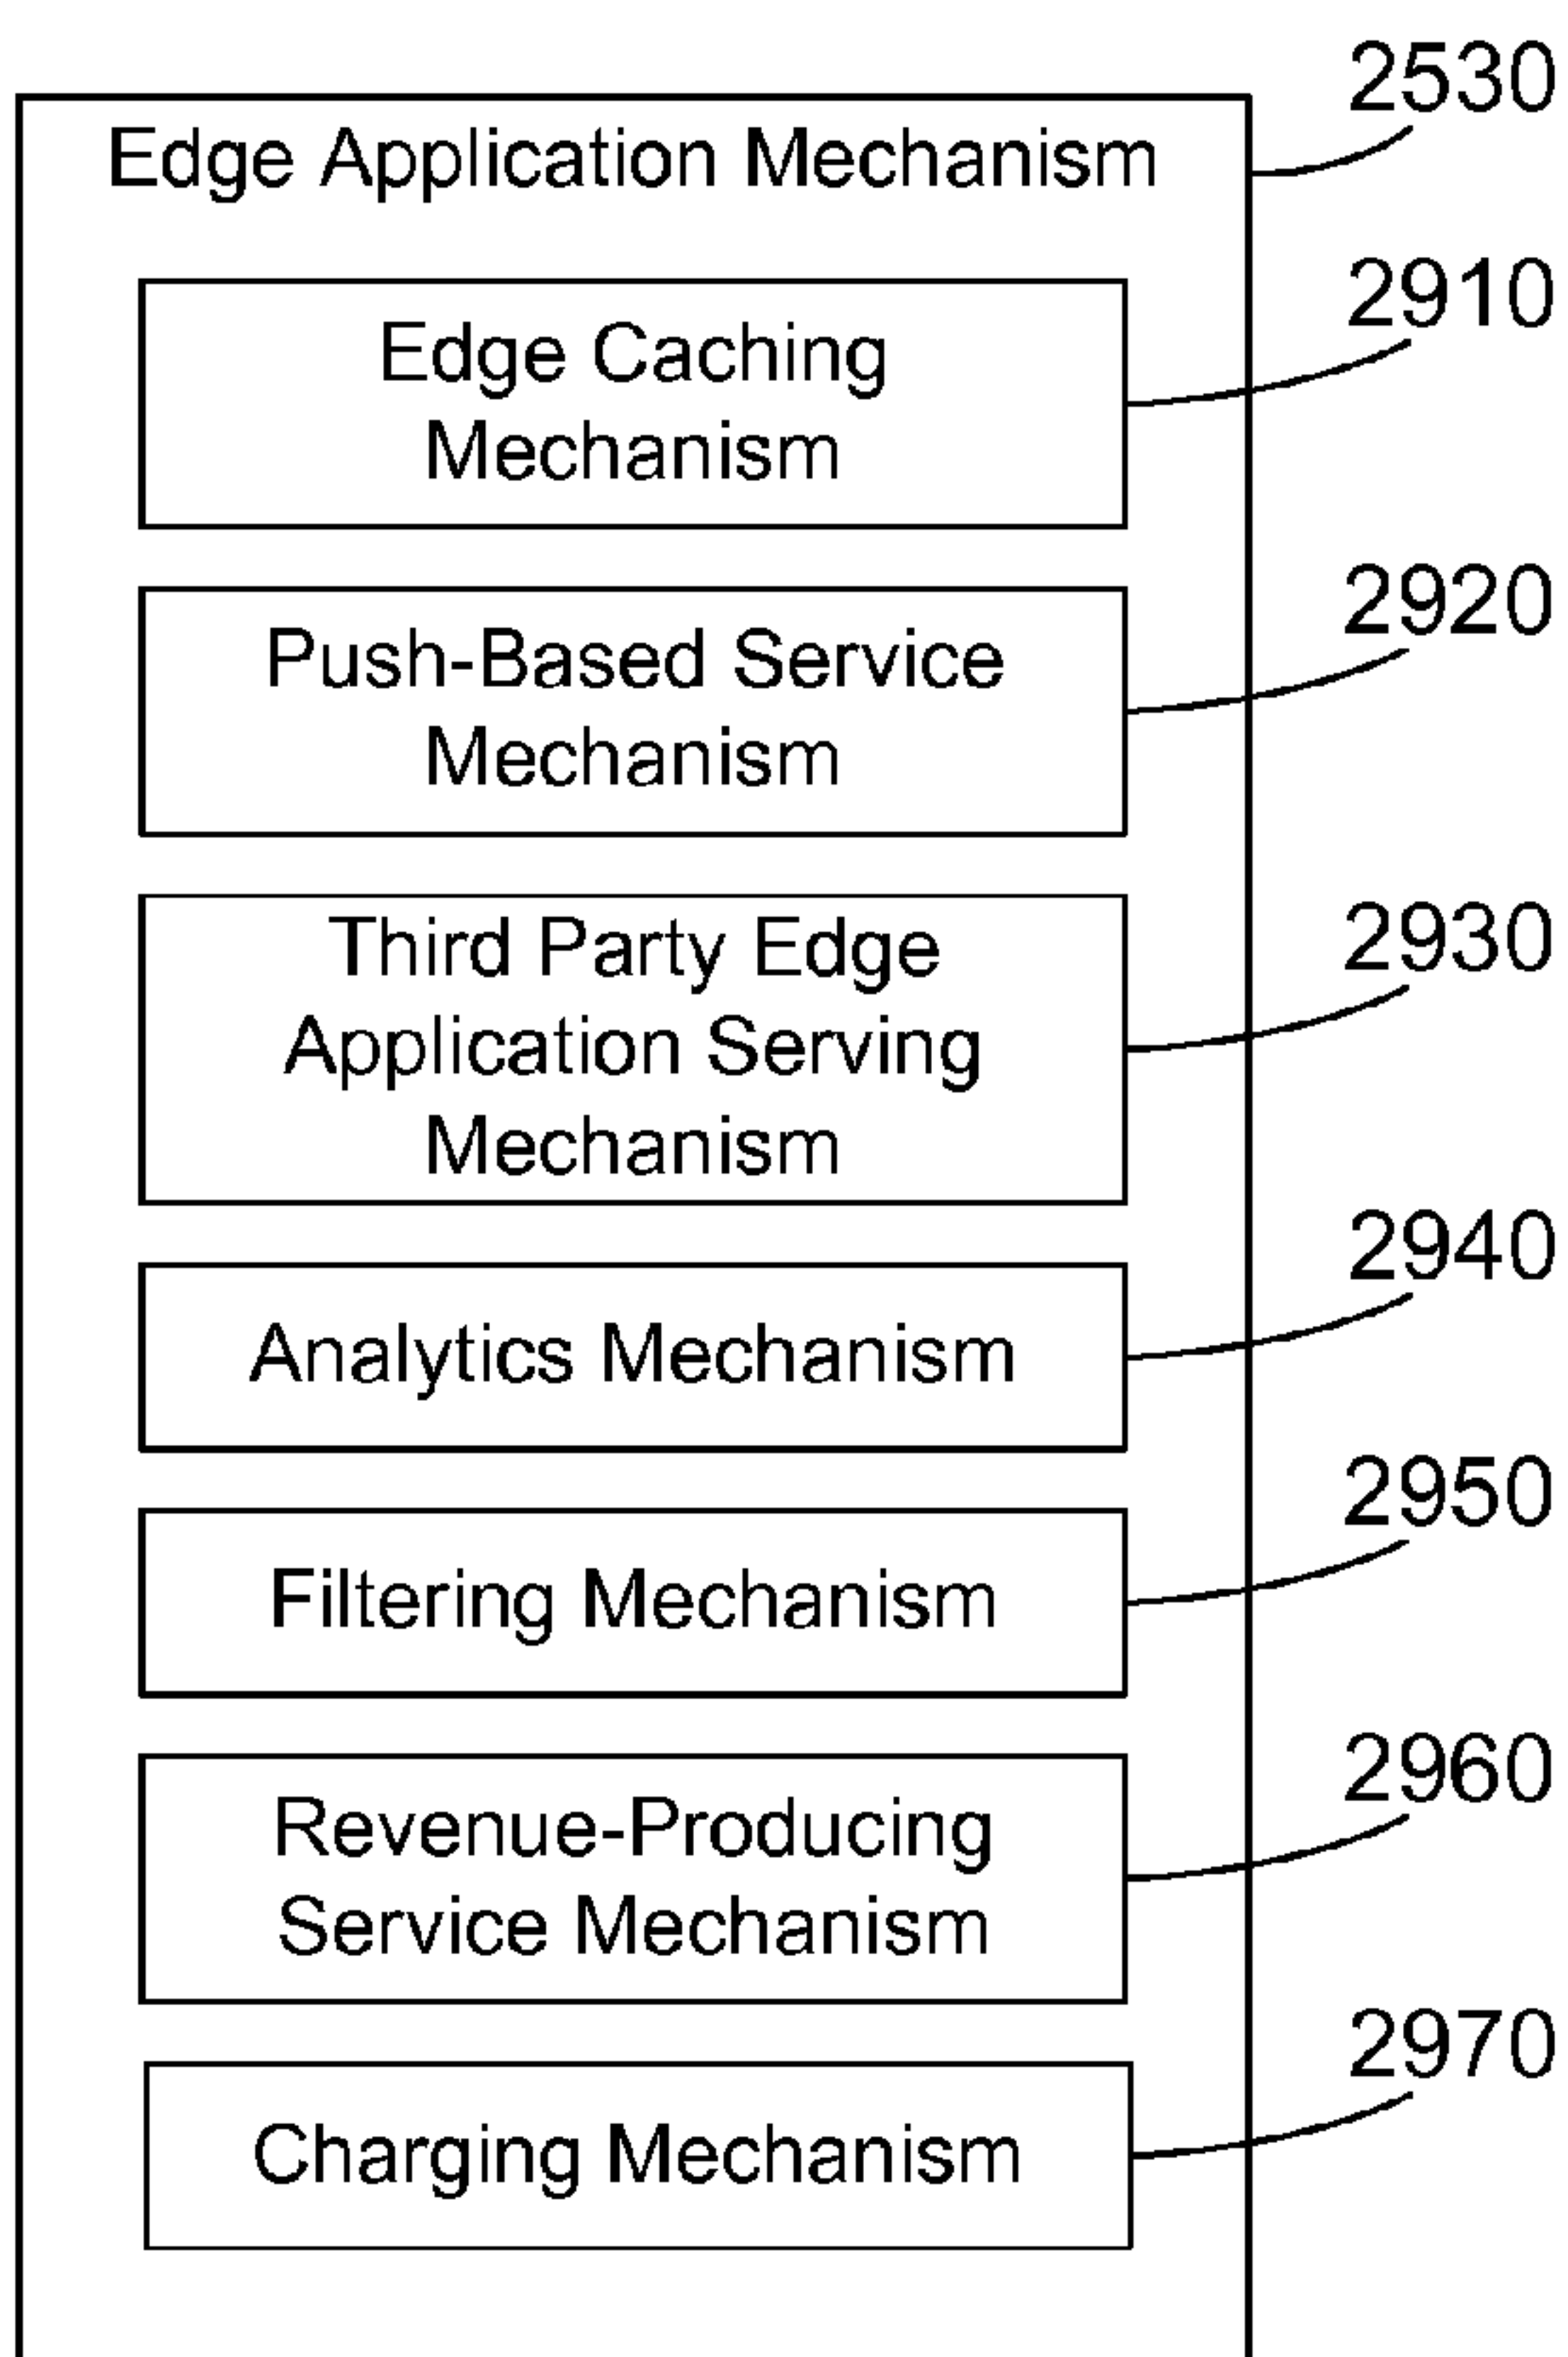 2530
Edge Application Mechanism
2910
Edge Caching
Mechanism
2920
Push-Based Service
Mechanism
2930
Third Party Edge
Application Serving
Mechanism
2940
Analytics Mechanism
2950
Filtering Mechanism
2960
Revenue-Producing
Service Mechanism
2970
Charging Mechanism